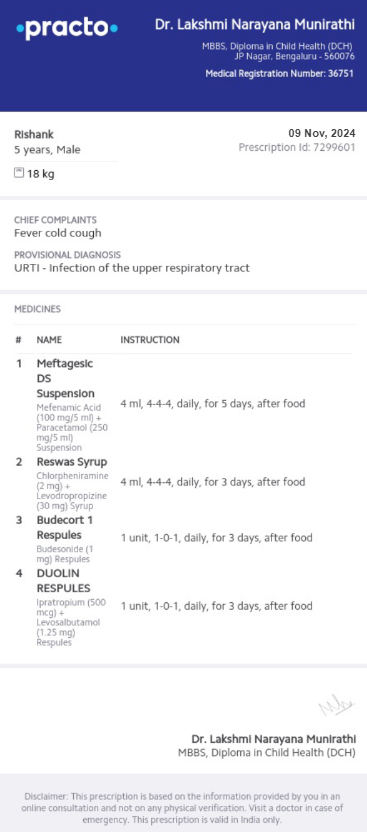 practo
Dr. Lakshmi Narayana Munirathi
MBBS, Diploma in Child Health (DCH)
JP Nagar, Bengaluru - 560076
Medical Registration Number: 36751
Rishank
5 years, Male
18 kg
09 Nov, 2024
Prescription Id: 7299601
CHIEF COMPLAINTS
Fever cold cough
PROVISIONAL DIAGNOSIS
URTI - Infection of the upper respiratory tract
MEDICINES
# NAME INSTRUCTION
1 Meftagesic
DS
Suspension
Mefenamic Acid
(100 mg/5 ml) +
Paracetamol (250
mg/5 ml)
Suspension
4 ml, 4-4-4, daily, for 5 days, after food
2 Reswas Syrup
Chlorpheniramine
(2 mg) +
Levodropropizine
(30 mg) Syrup
4 ml, 4-4-4, daily, for 3 days, after food
3 Budecort 1
Respules
Budesonide (1
mg) Respules
1 unit, 1-0-1, daily, for 3 days, after food
4 DUOLIN
RESPULES
Ipratropium (500
mcg) +
Levosalbutamol
(1.25 mg)
Respules
1 unit, 1-0-1, daily, for 3 days, after food
Dr. Lakshmi Narayana Munirathi
MBBS, Diploma in Child Health (DCH)
Disclaimer: This prescription is based on the information provided by you in an
online consultation and not on any physical verification. Visit a doctor in case of
emergency. This prescription is valid in India only.